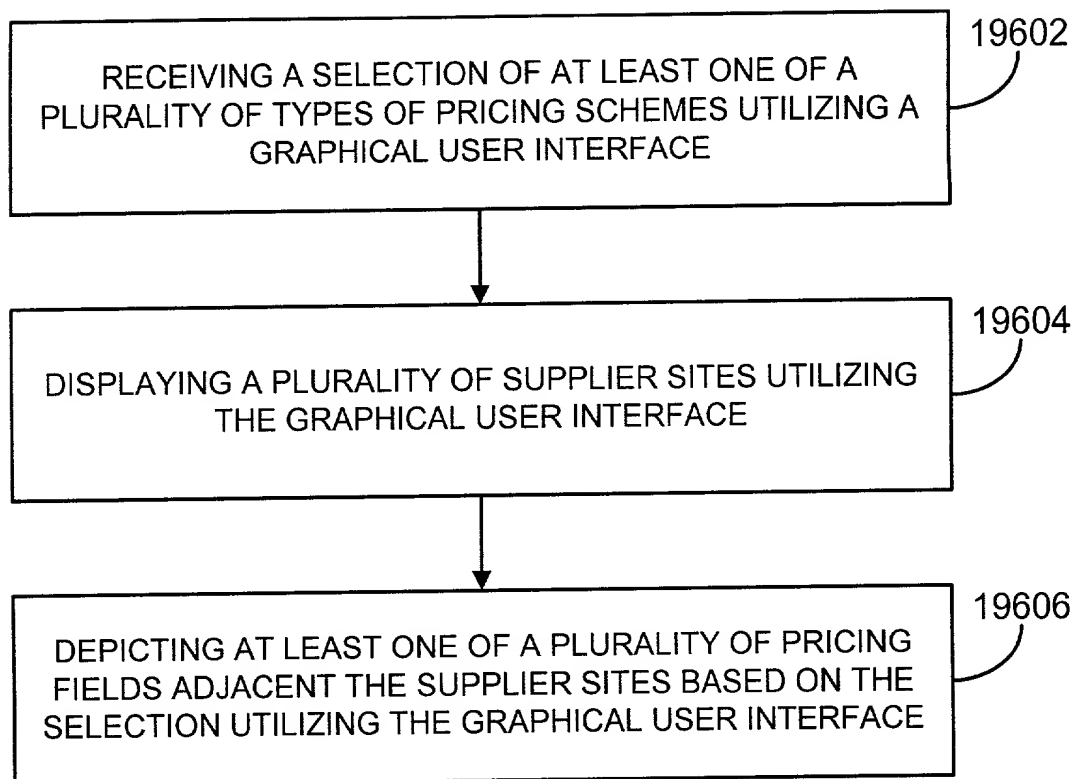 19602
RECEIVING A SELECTION OF AT LEAST ONE OF A
PLURALITY OF TYPES OF PRICING SCHEMES UTILIZING A
GRAPHICAL USER INTERFACE
19604
DISPLAYING A PLURALITY OF SUPPLIER SITES UTILIZING
THE GRAPHICAL USER INTERFACE
19606
DEPICTING AT LEAST ONE OF A PLURALITY OF PRICING
FIELDS ADJACENT THE SUPPLIER SITES BASED ON THE
SELECTION UTILIZING THE GRAPHICAL USER INTERFACE